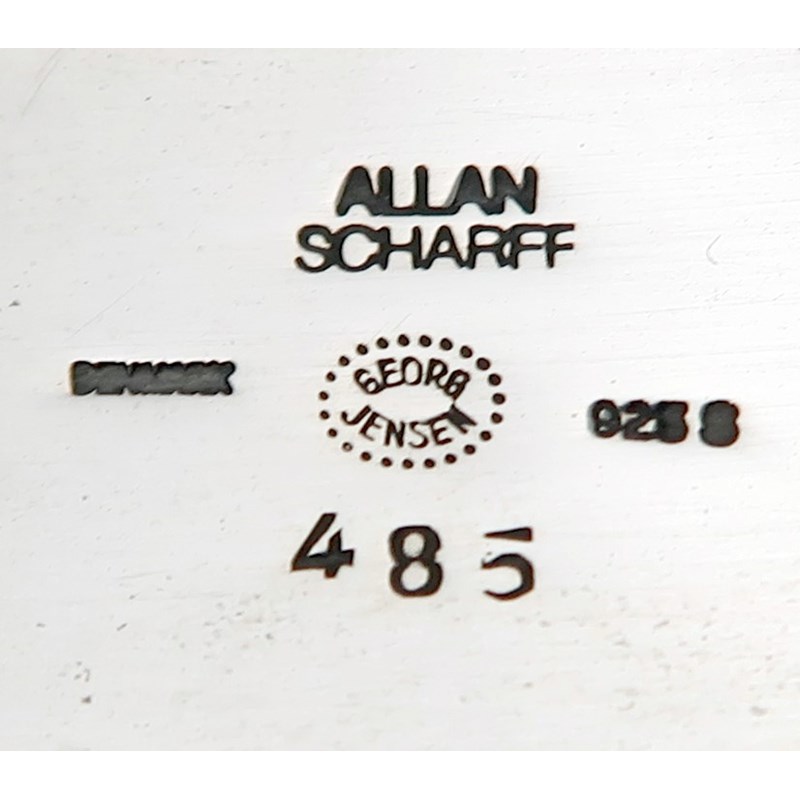 ALLAN
SCHARFF
DENMARK
GEORG
JENSEN
925 S
485